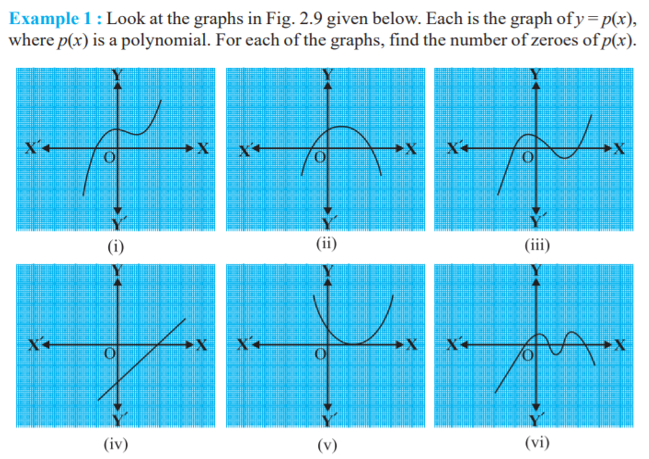 Example 1 : Look at the graphs in Fig. 2.9 given below. Each is the graph of y = p(x),
where p(x) is a polynomial. For each of the graphs, find the number of zeroes of p(x).
Y Y Y
X′ O X X′ O X X′ O X
Y′ Y′ Y′
(i) (ii) (iii)
Y Y Y
X′ O X X′ O X X′ O X
Y′ Y′ Y′
(iv) (v) (vi)